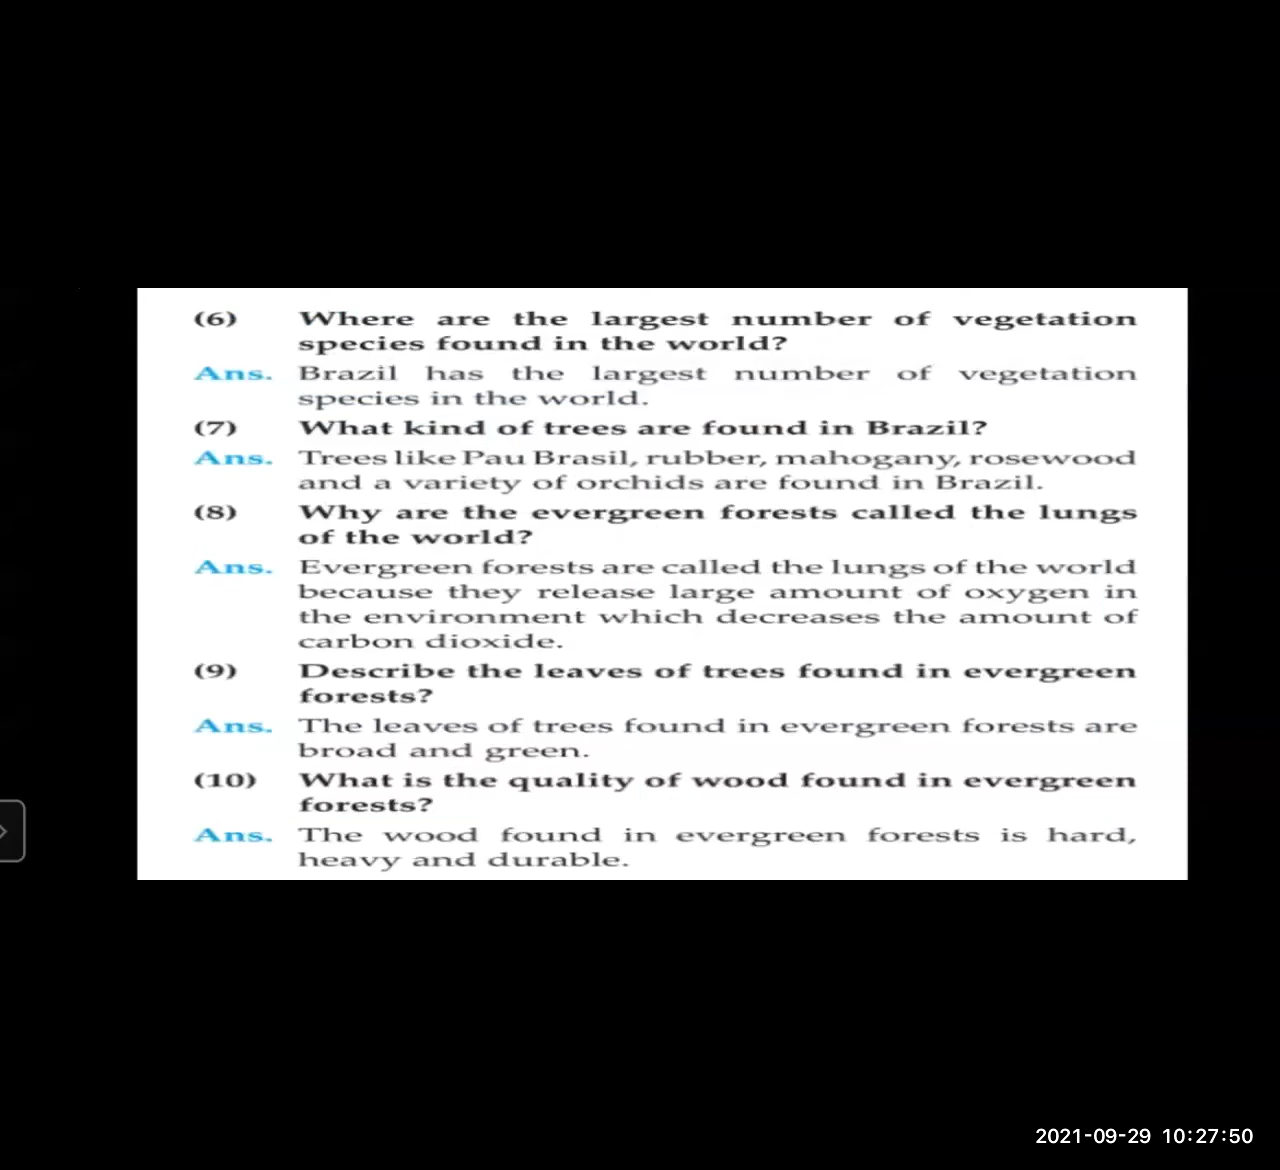 (6) Where are the largest number of vegetation
species found in the world?
Ans. Brazil has the largest number of vegetation
species in the world.
(7) What kind of trees are found in Brazil?
Ans. Trees like Pau Brasil, rubber, mahogany, rosewood
and a variety of orchids are found in Brazil.
(8) Why are the evergreen forests called the lungs
of the world?
Ans. Evergreen forests are called the lungs of the world
because they release large amount of oxygen in
the environment which decreases the amount of
carbon dioxide.
(9) Describe the leaves of trees found in evergreen
forests?
Ans. The leaves of trees found in evergreen forests are
broad and green.
(10) What is the quality of wood found in evergreen
forests?
Ans. The wood found in evergreen forests is hard,
heavy and durable.
2021-09-29 10:27:50